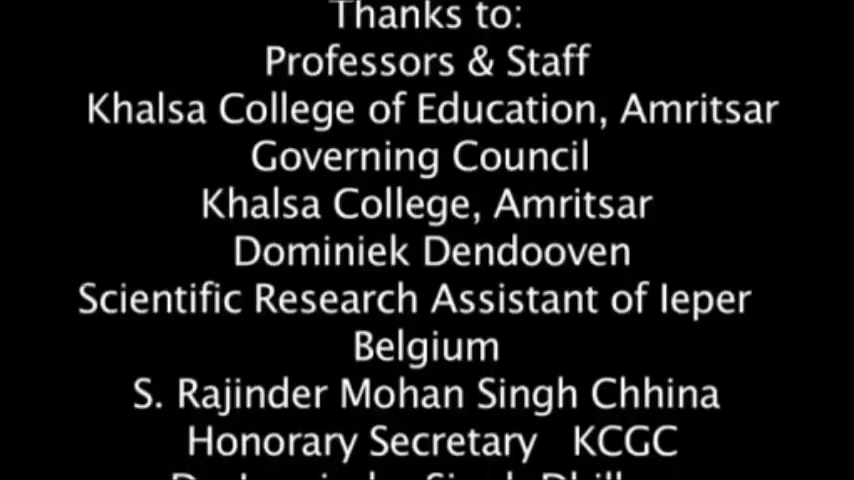 Thanks to:
Professors & Staff
Khalsa College of Education, Amritsar
Governing Council
Khalsa College, Amritsar
Dominiek Dendooven
Scientific Research Assistant of Ieper
Belgium
S. Rajinder Mohan Singh Chhina
Honorary Secretary KCGC